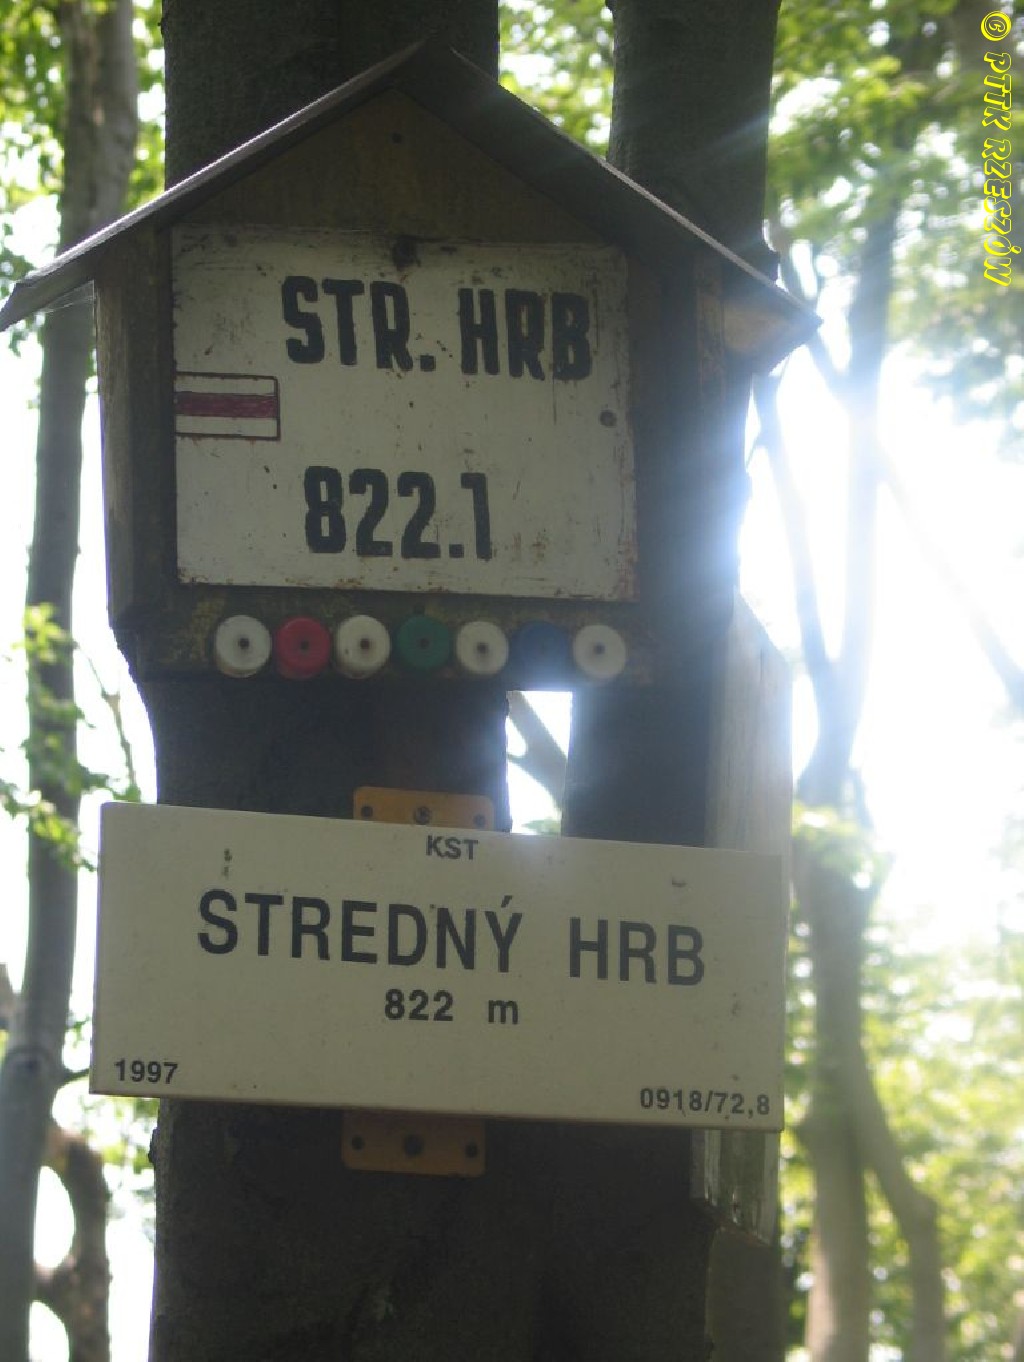 STR. HRB
822.1
KST
STREDNÝ HRB
822 m
1997
0918/72,8
© PTTK RZESZÓW